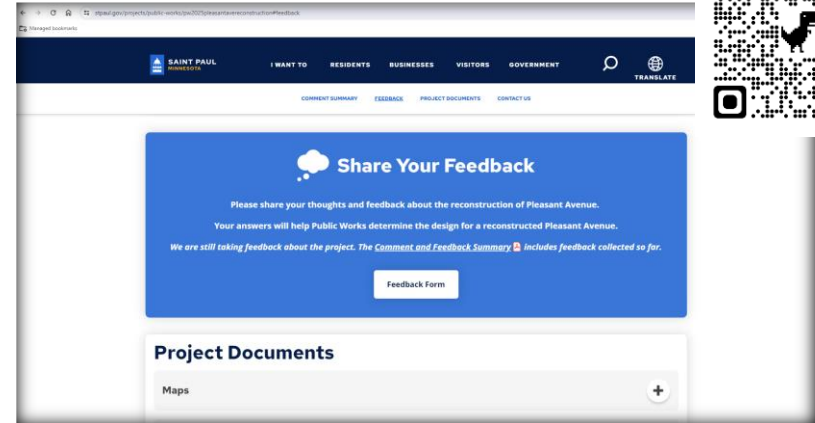 stpaul.gov/projects/public-works/pw2025pleasantavereconstruction#feedback
Managed bookmarks
SAINT PAUL
MINNESOTA
I WANT TO
RESIDENTS
BUSINESSES
VISITORS
GOVERNMENT
TRANSLATE
COMMENT SUMMARY
FEEDBACK
PROJECT DOCUMENTS
CONTACT US
Share Your Feedback
Please share your thoughts and feedback about the reconstruction of Pleasant Avenue.
Your answers will help Public Works determine the design for a reconstructed Pleasant Avenue.
We are still taking feedback about the project. The Comment and Feedback Summary includes feedback collected so far.
Feedback Form
Project Documents
Maps